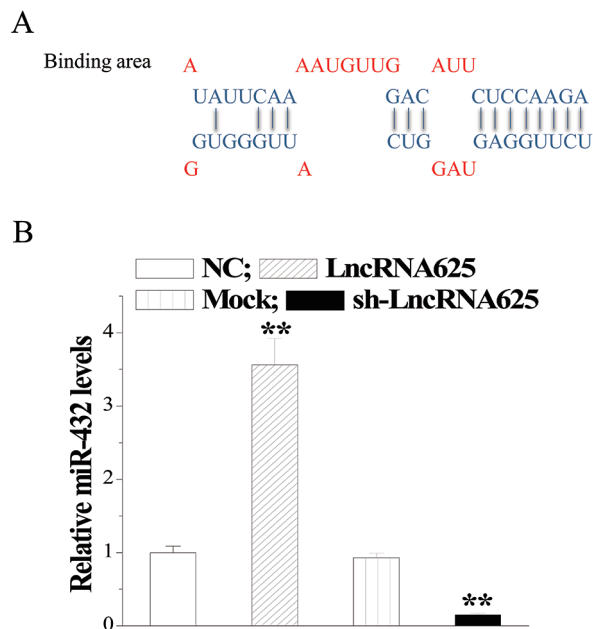 A
Binding area A AAUGUUG AUU
UAUUCAA GAC CUCCAAGA
GUGGGUU CUG GAGGUUCU
G A GAU
B
NC; LncRNA625
Mock; sh-LncRNA625
**
**
Relative miR-432 levels
4
3
2
1
0